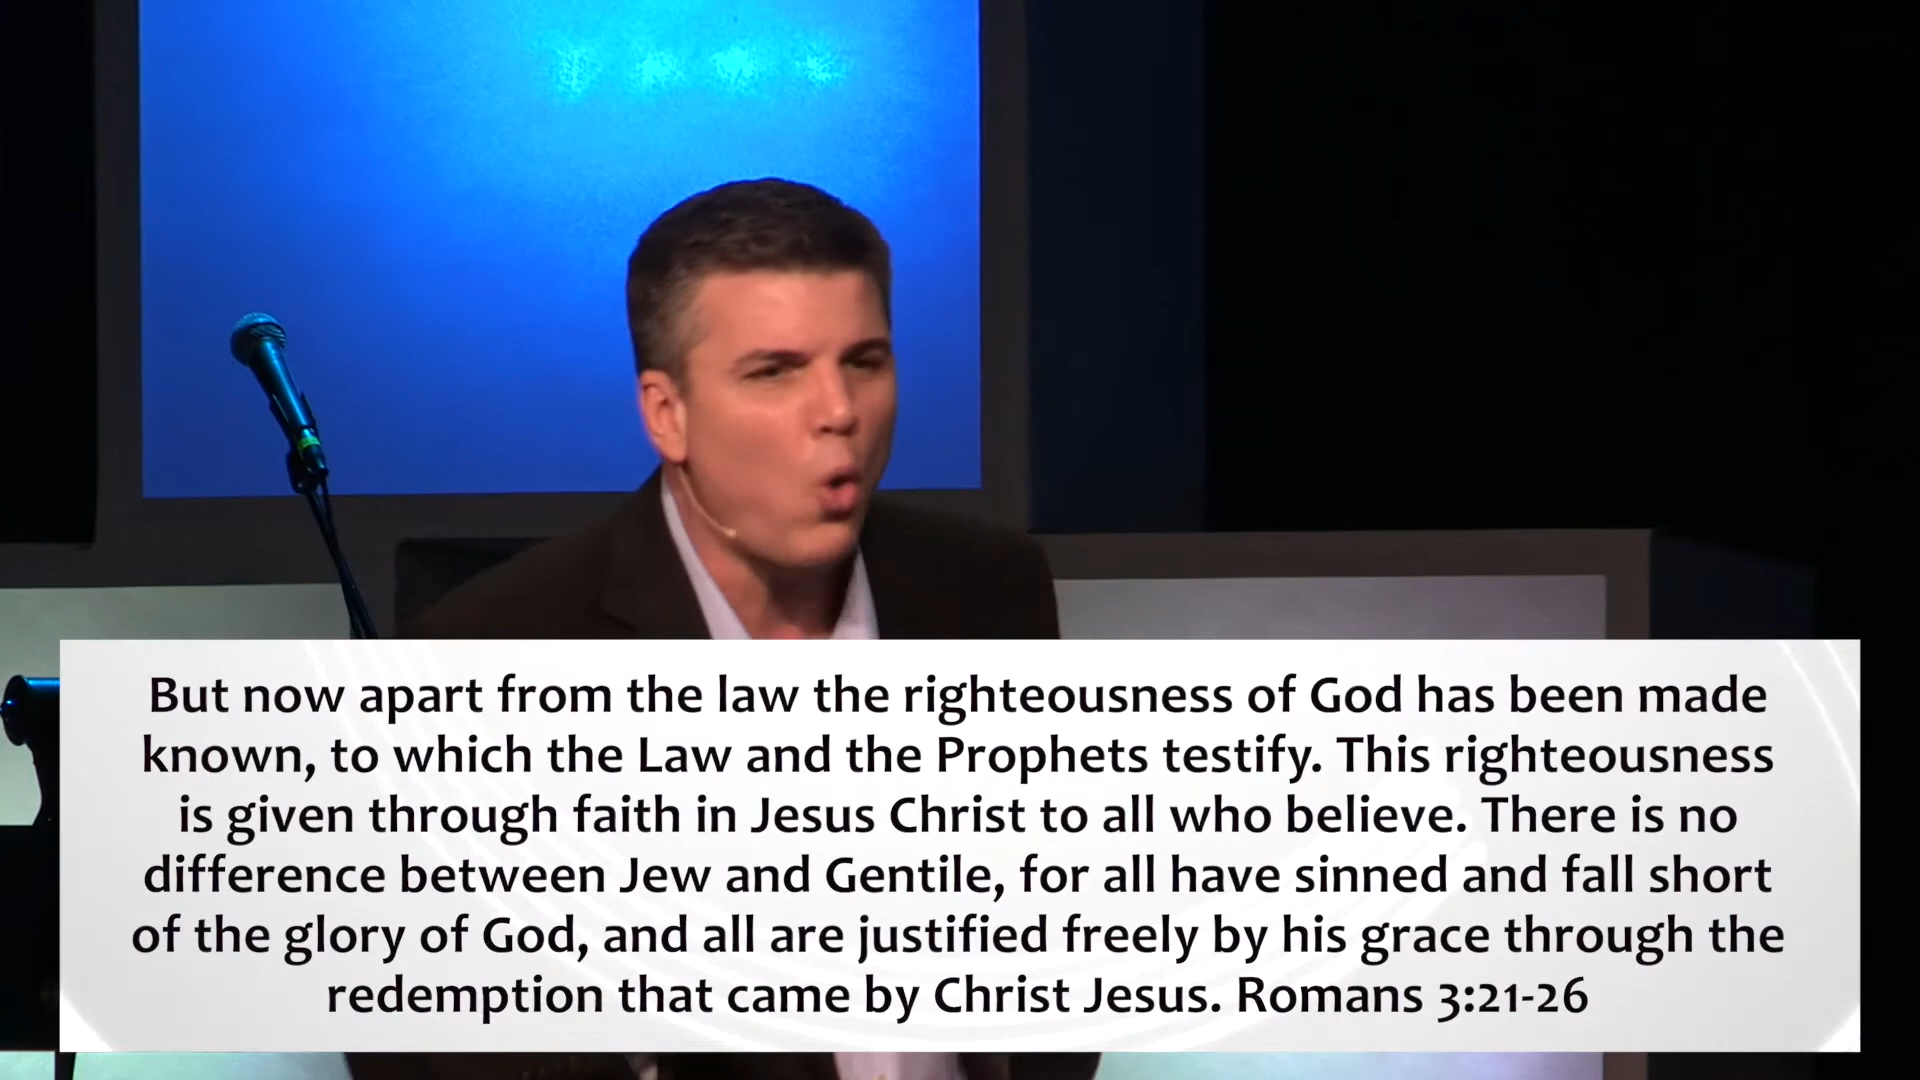 But now apart from the law the righteousness of God has been made
known, to which the Law and the Prophets testify. This righteousness
is given through faith in Jesus Christ to all who believe. There is no
difference between Jew and Gentile, for all have sinned and fall short
of the glory of God, and all are justified freely by his grace through the
redemption that came by Christ Jesus. Romans 3:21-26